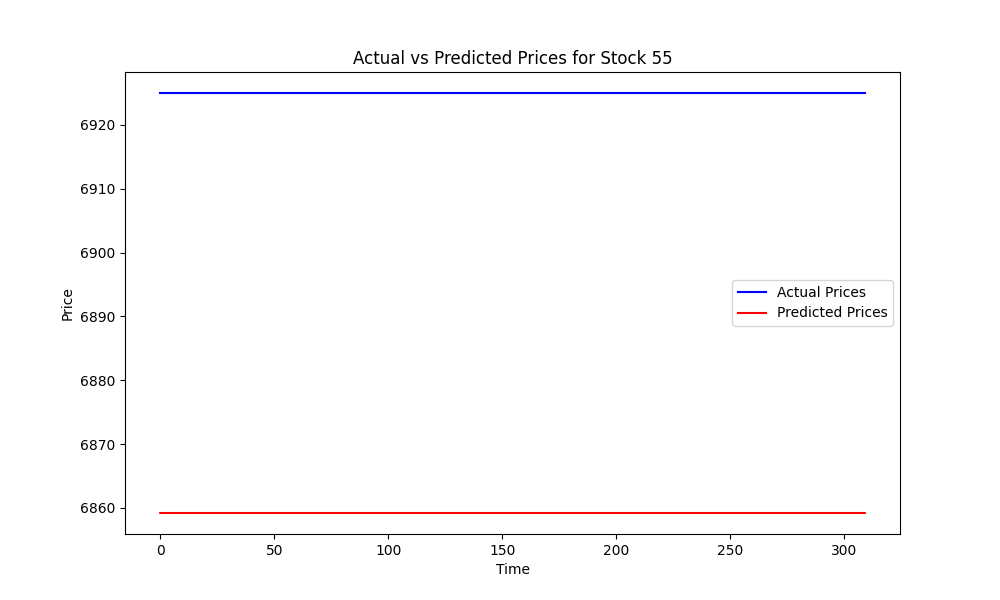 Actual vs Predicted Prices for Stock 55
Price
6920
6910
6900
6890
6880
6870
6860
Actual Prices
Predicted Prices
0 50 100 150 200 250 300
Time